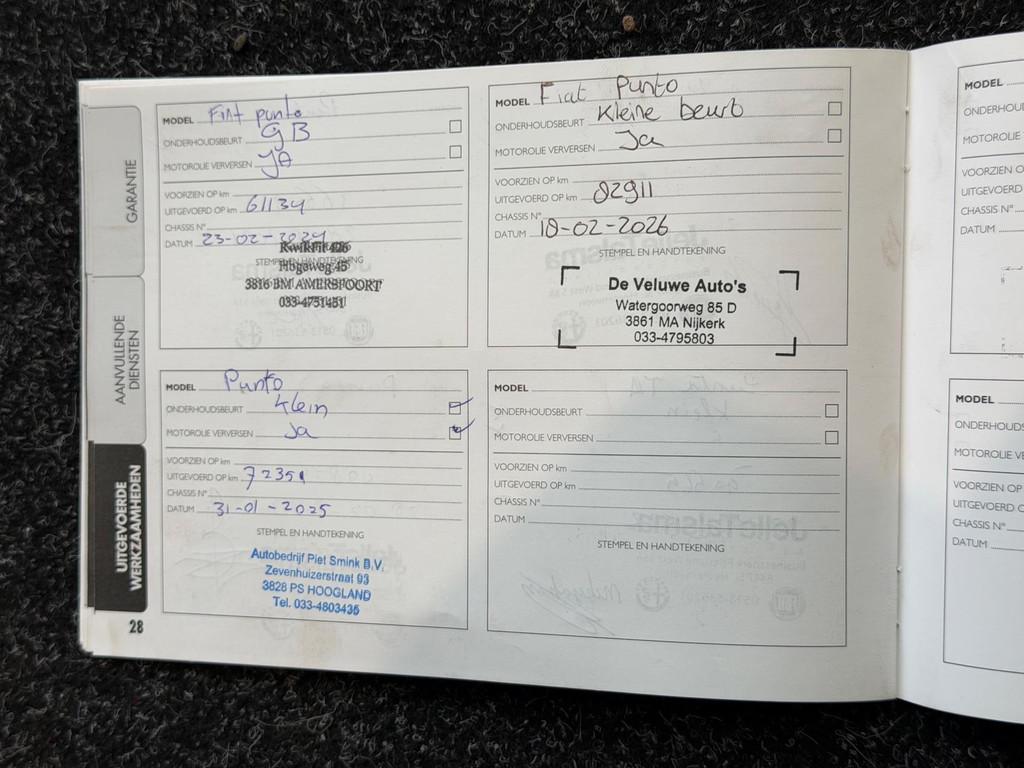 GARANTIE
AANVULLENDE
DIENSTEN
UITGEVOERDE
WERKZAAMHEDEN
28
MODEL Fiat punto
ONDERHOUDSBEURT GB
MOTOROLIE VERVERSEN JA
VOORZIEN OP km
UITGEVOERD OP km 61134
CHASSIS N°
DATUM 23-02-2024
STEMPEL EN HANDTEKENING
KwikFit 426
Hogeweg 45
3816 BM AMERSFOORT
033-4751451
MODEL Punto
ONDERHOUDSBEURT Klein
MOTOROLIE VERVERSEN Ja
VOORZIEN OP km
UITGEVOERD OP km 72351
CHASSIS N°
DATUM 31-01-2025
STEMPEL EN HANDTEKENING
Autobedrijf Piet Smink B.V.
Zevenhuizerstraat 93
3828 PS HOOGLAND
Tel. 033-4803435
MODEL Fiat Punto
ONDERHOUDSBEURT Kleine beurt
MOTOROLIE VERVERSEN Ja
VOORZIEN OP km
UITGEVOERD OP km 82911
CHASSIS N°
DATUM 18-02-2026
STEMPEL EN HANDTEKENING
De Veluwe Auto's
Watergoorweg 85 D
3861 MA Nijkerk
033-4795803
MODEL
ONDERHOUDSBEURT
MOTOROLIE VERVERSEN
VOORZIEN OP km
UITGEVOERD OP km
CHASSIS N°
DATUM
STEMPEL EN HANDTEKENING
MODEL
ONDERHOU
MOTOROLIE
VOORZIEN O
UITGEVOERD
CHASSIS N°
DATUM
MODEL
ONDERHOUDS
MOTOROLIE VE
VOORZIEN OP
UITGEVOERD O
CHASSIS N°
DATUM